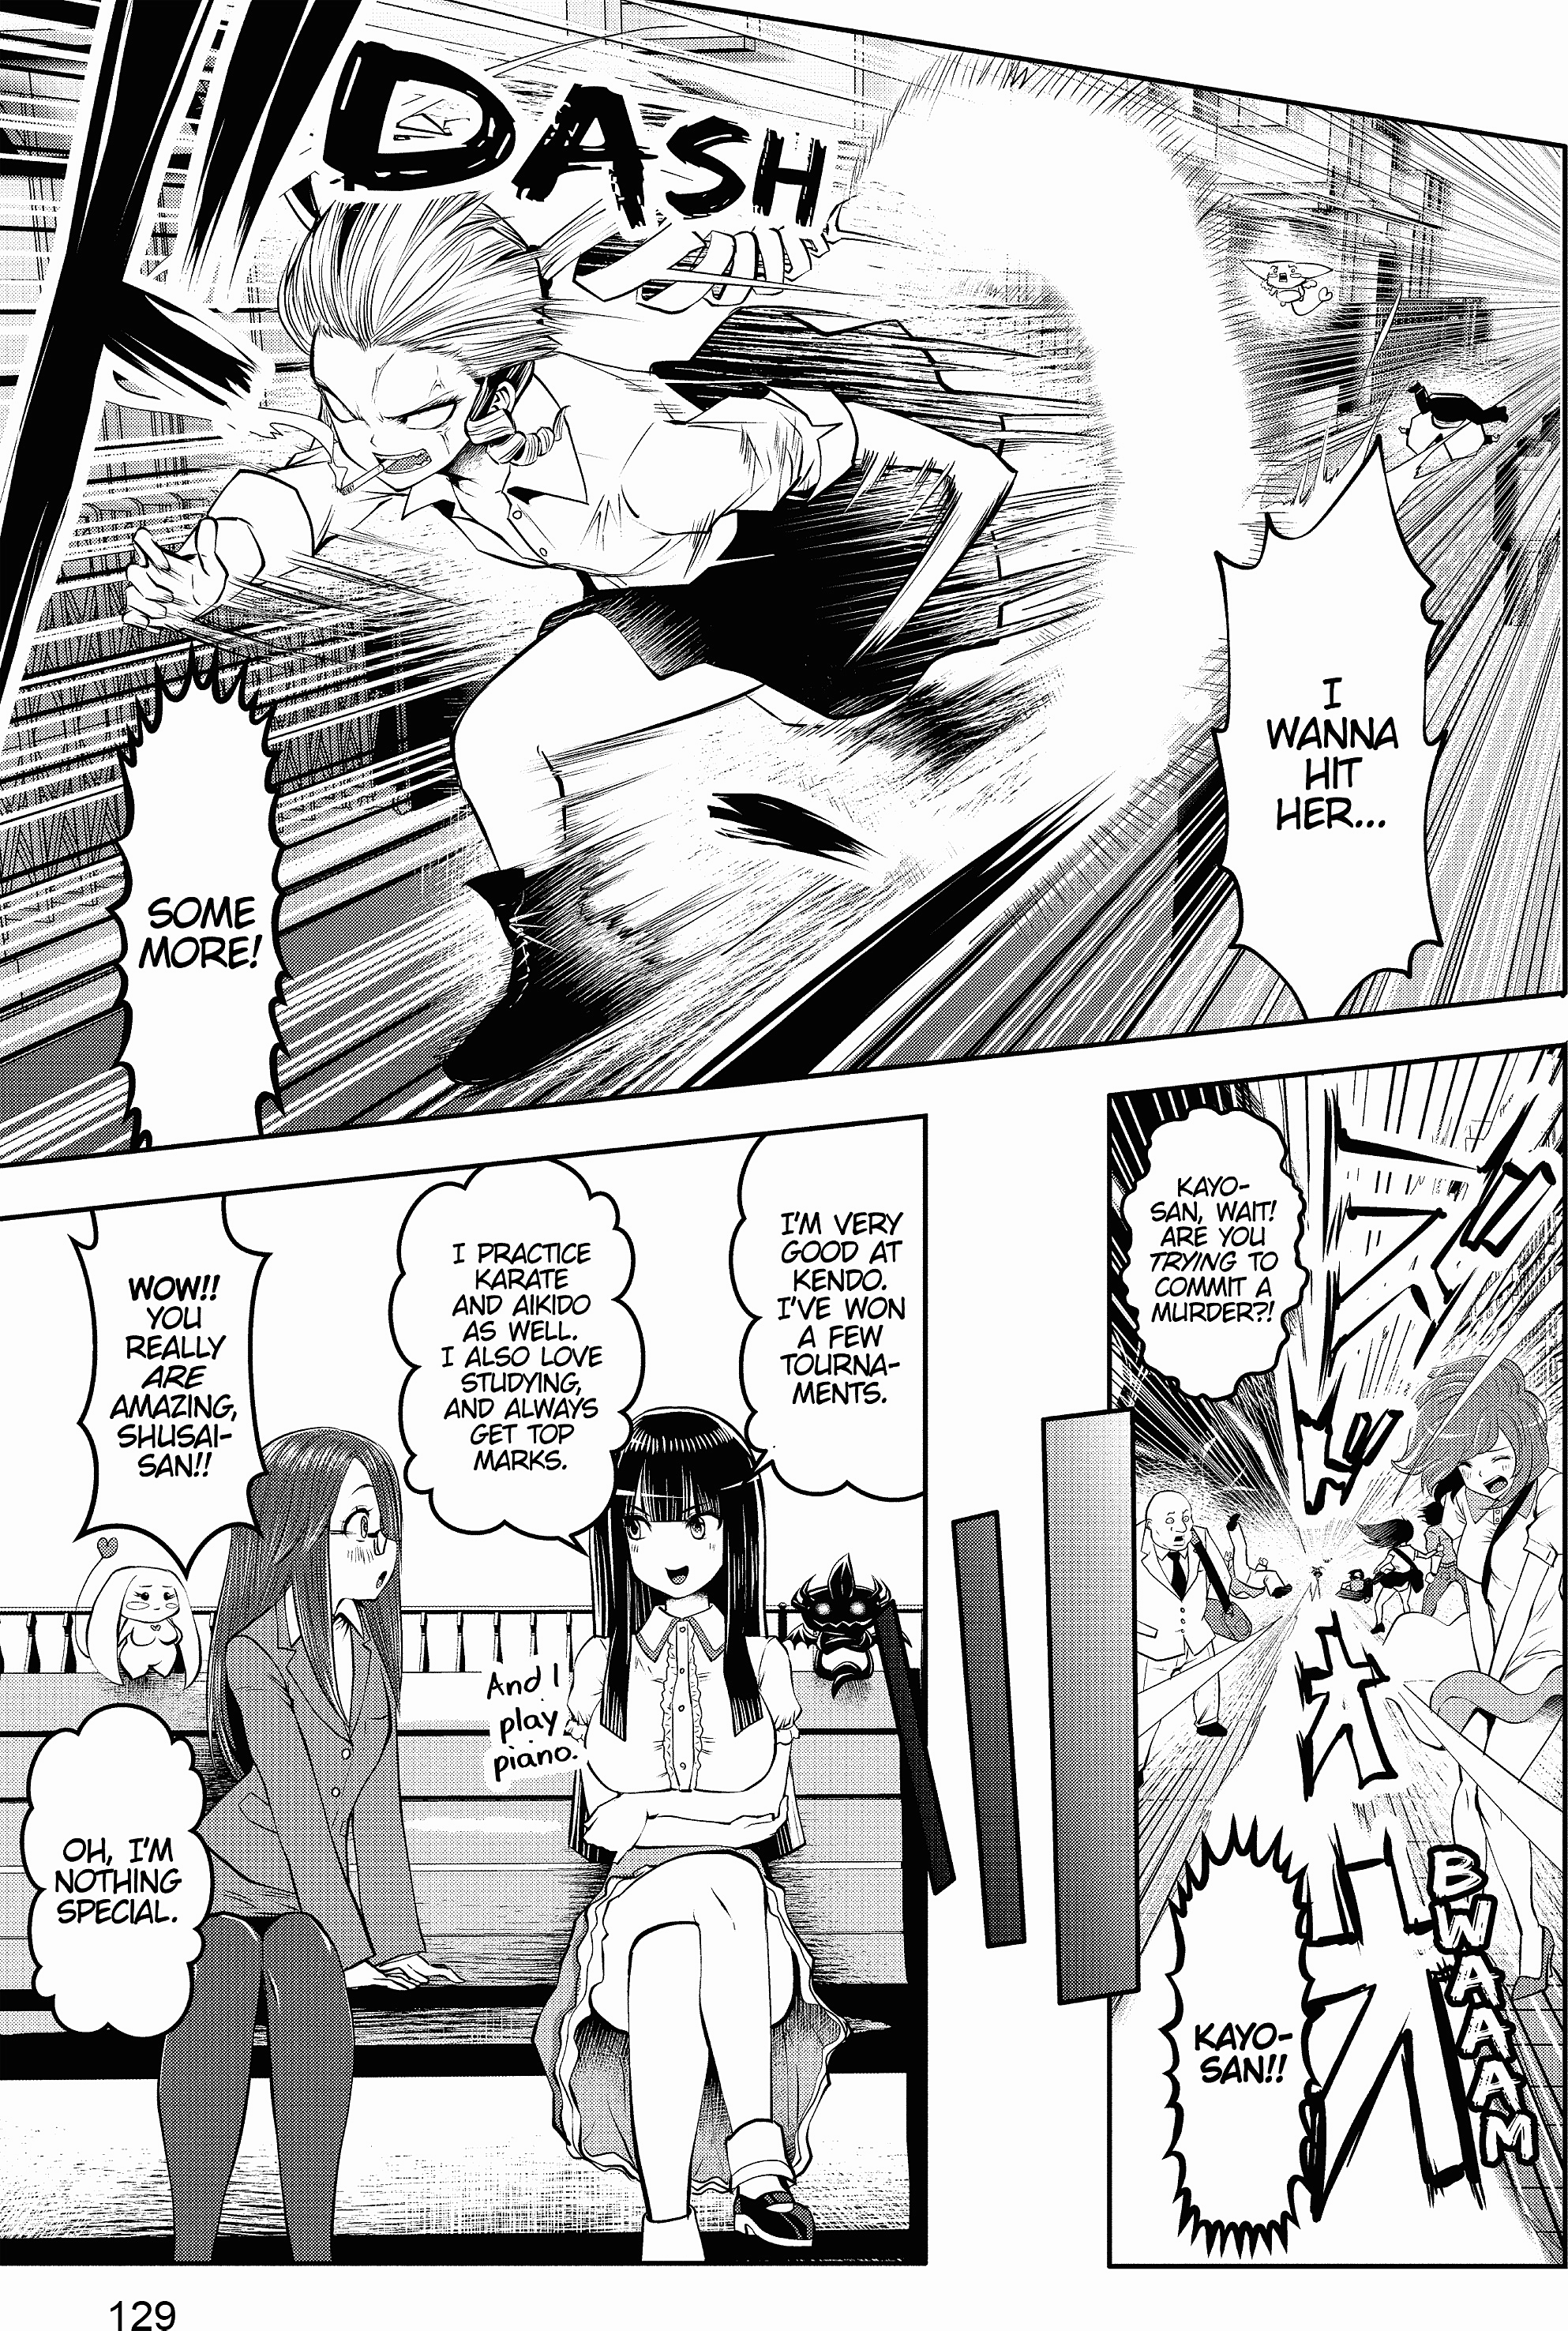 DASH
I
WANNA
HIT
HER...
SOME
MORE!
KAYO-
SAN, WAIT!
ARE YOU
TRYING TO
COMMIT A
MURDER?!
BWAAAM
KAYO-
SAN!!
I'M VERY
GOOD AT
KENDO.
I'VE WON
A FEW
TOURNA-
MENTS.
I PRACTICE
KARATE
AND AIKIDO
AS WELL.
I ALSO LOVE
STUDYING,
AND ALWAYS
GET TOP
MARKS.
And I
play
piano.
WOW!!
YOU
REALLY
ARE
AMAZING,
SHUSAI-
SAN!!
OH, I'M
NOTHING
SPECIAL.
129